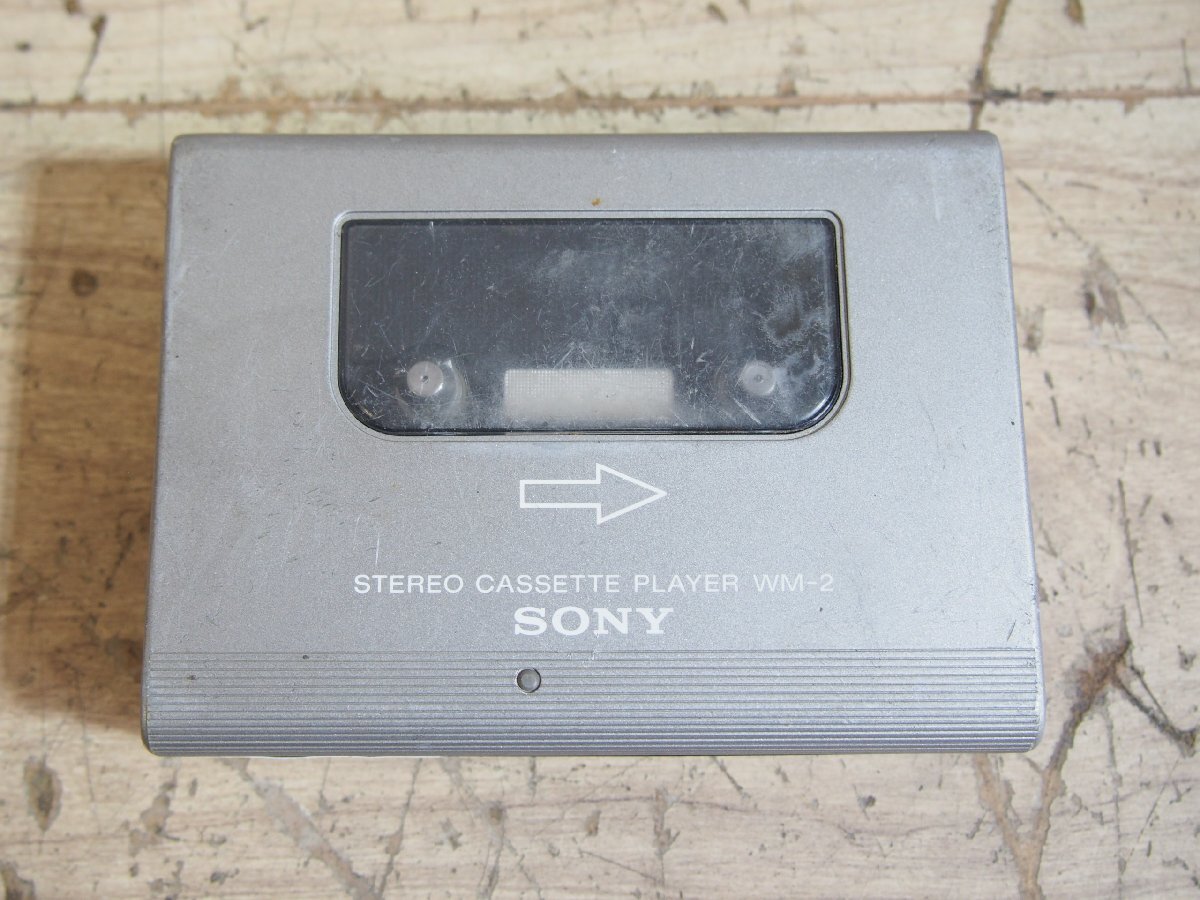 STEREO CASSETTE PLAYER WM-2
SONY